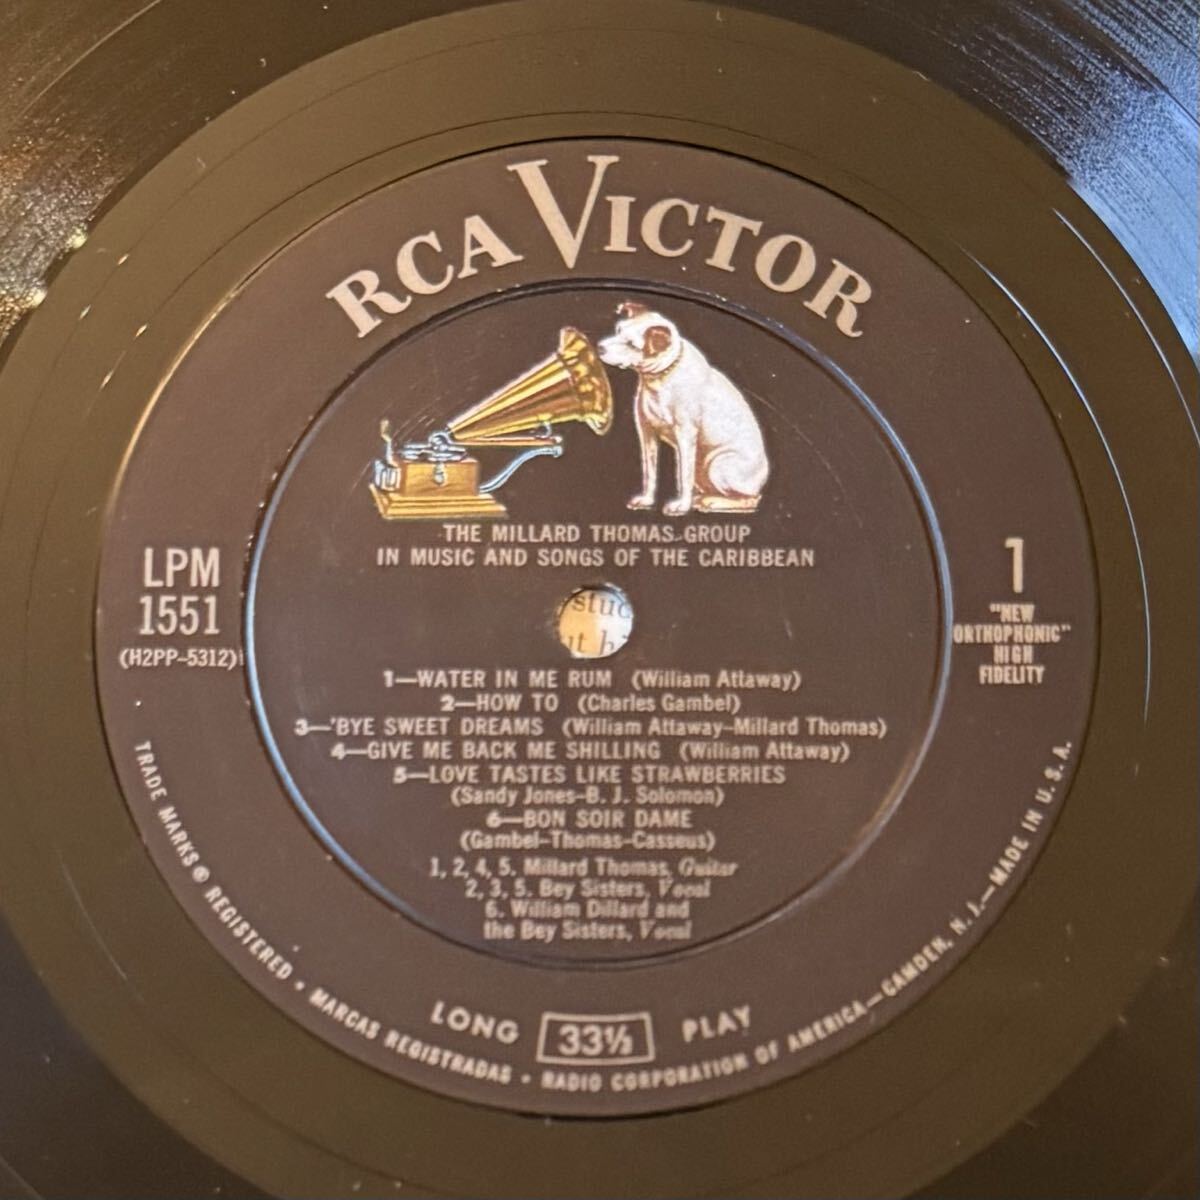 RCA VICTOR
THE MILLARD THOMAS GROUP
IN MUSIC AND SONGS OF THE CARIBBEAN
LPM
1551
(H2PP-5312)
1
"NEW
ORTHOPHONIC"
HIGH
FIDELITY
1—WATER IN ME RUM (William Attaway)
2—HOW TO (Charles Gambel)
3—'BYE SWEET DREAMS (William Attaway-Millard Thomas)
4—GIVE ME BACK ME SHILLING (William Attaway)
5—LOVE TASTES LIKE STRAWBERRIES
(Sandy Jones-B. J. Solomon)
6—BON SOIR DAME
(Gambel-Thomas-Casseus)
1, 2, 4, 5. Millard Thomas, Guitar
2, 3, 5. Bey Sisters, Vocal
6. William Dillard and
the Bey Sisters, Vocal
LONG 33⅓ PLAY
TRADE MARKS ® REGISTERED • MARCAS REGISTRADAS • RADIO CORPORATION OF AMERICA—CAMDEN, N. J.—MADE IN U. S. A.